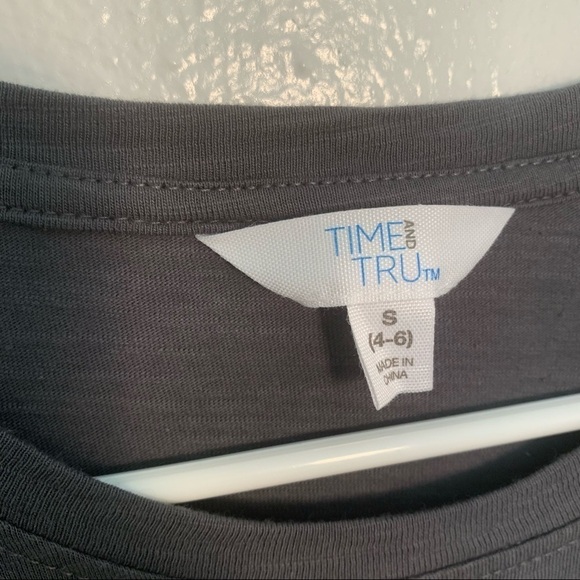 TIME AND
TRU™
S
(4-6)
MADE IN
CHINA